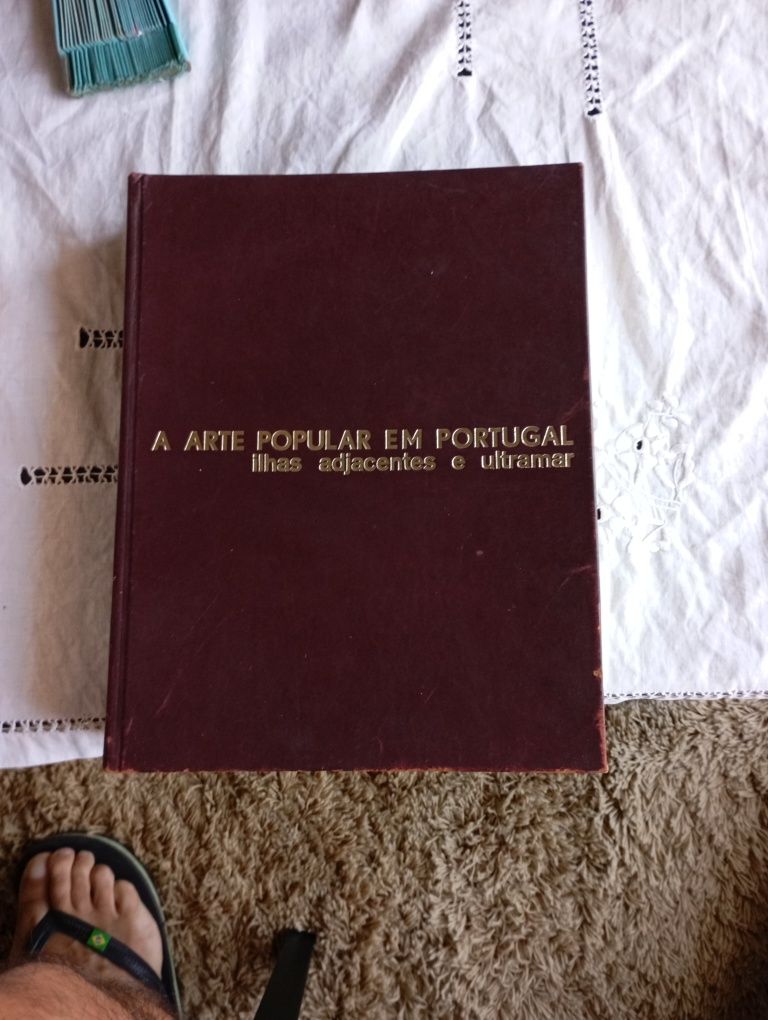 A ARTE POPULAR EM PORTUGAL
ilhas adjacentes e ultramar